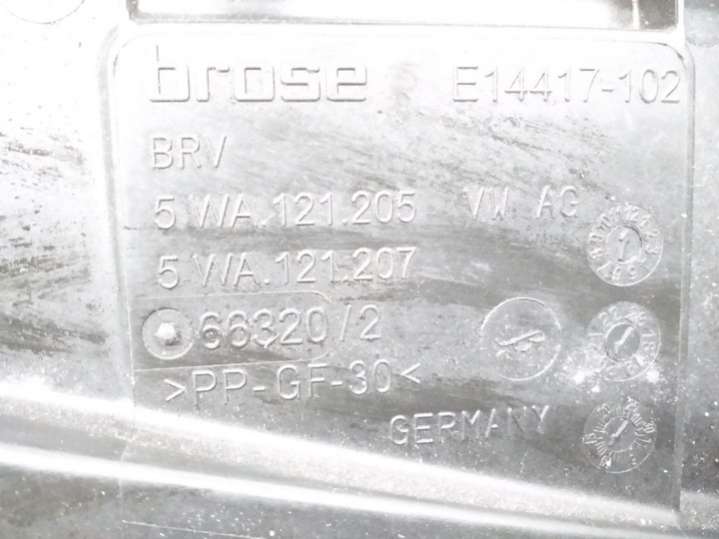 brose E14417-102
BRV
5 WA.121.205 VW AG
5 WA.121.207
66320/2
>PP-GF-30<
GERMANY